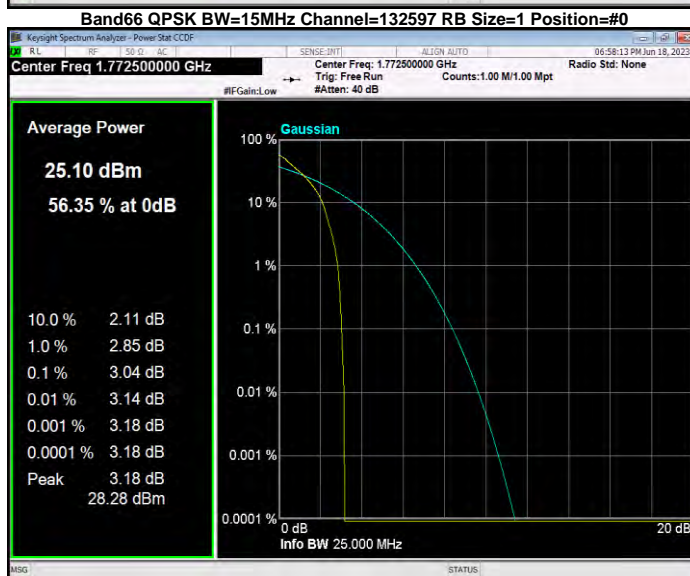 Band66 QPSK BW=15MHz Channel=132597 RB Size=1 Position=#0
Keysight Spectrum Analyzer - Power Stat CCDF
RL RF 50 Ω AC SENSE:INT ALIGN AUTO 06:58:13 PM Jun 18, 2023
Center Freq 1.772500000 GHz Center Freq: 1.772500000 GHz Radio Std: None
Trig: Free Run Counts:1.00 M/1.00 Mpt
#IFGain:Low #Atten: 40 dB
Average Power
25.10 dBm
56.35 % at 0dB
10.0 % 2.11 dB
1.0 % 2.85 dB
0.1 % 3.04 dB
0.01 % 3.14 dB
0.001 % 3.18 dB
0.0001 % 3.18 dB
Peak 3.18 dB
28.28 dBm
Gaussian
100 %
10 %
1 %
0.1 %
0.01 %
0.001 %
0.0001 %
0 dB 20 dB
Info BW 25.000 MHz
MSG STATUS